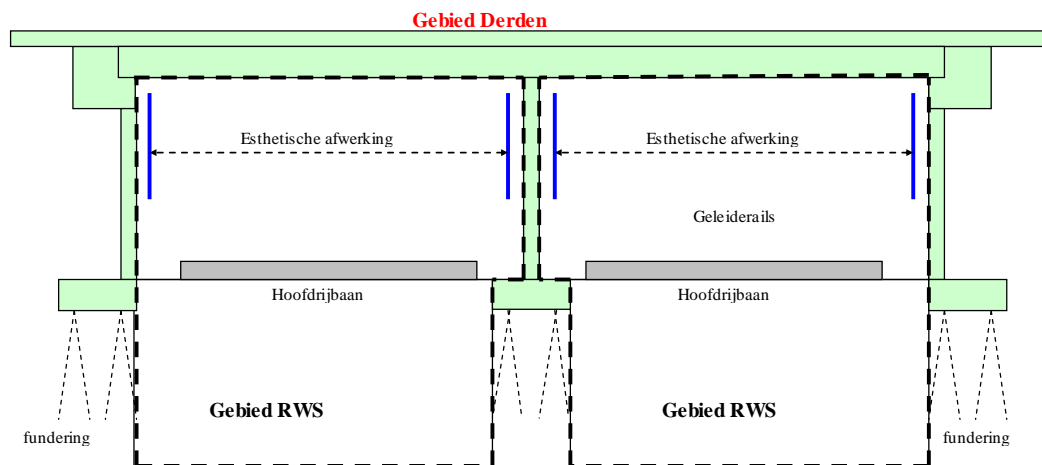 Gebied Derden
Esthetische afwerking
Esthetische afwerking
Geleiderails
Hoofdrijbaan
Hoofdrijbaan
Gebied RWS
Gebied RWS
fundering
fundering